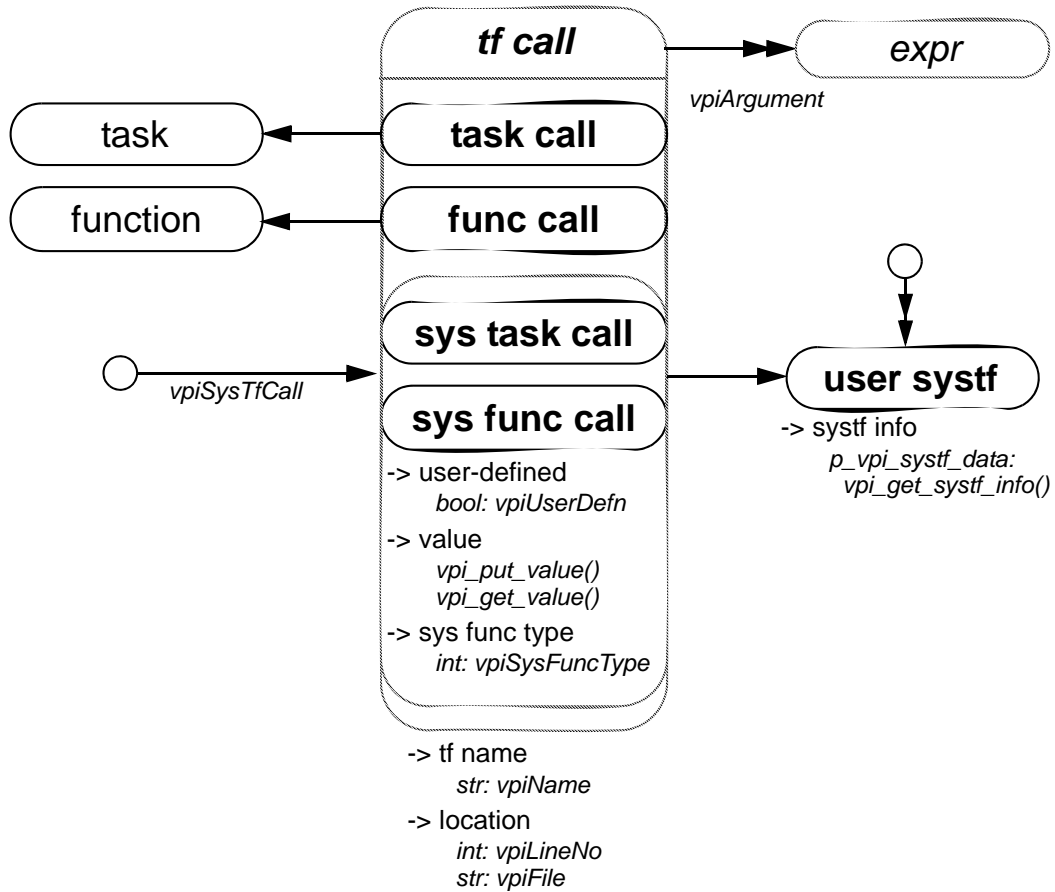 tf call
expr
vpiArgument
task
task call
function
func call
sys task call
vpiSysTfCall
user systf
sys func call
-> systf info
p_vpi_systf_data:
vpi_get_systf_info()
-> user-defined
bool: vpiUserDefn
-> value
vpi_put_value()
vpi_get_value()
-> sys func type
int: vpiSysFuncType
-> tf name
str: vpiName
-> location
int: vpiLineNo
str: vpiFile